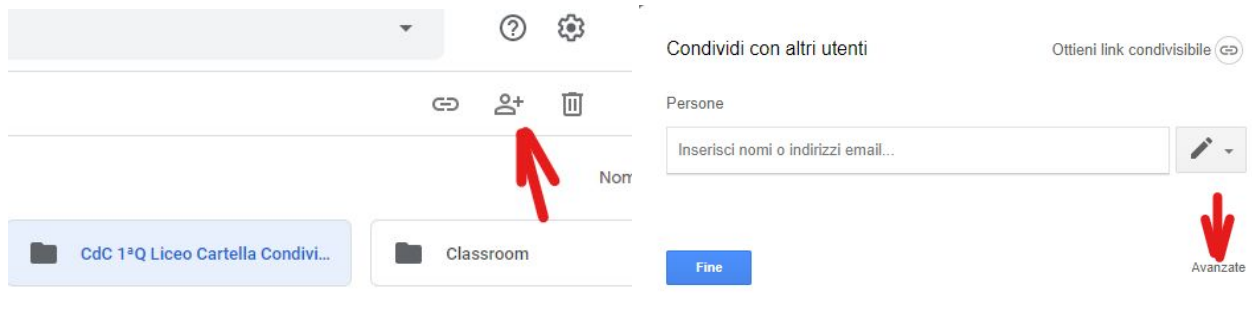 Nom
CdC 1ªQ Liceo Cartella Condivi...
Classroom
Condividi con altri utenti
Ottieni link condivisibile
Persone
Inserisci nomi o indirizzi email...
Fine
Avanzate